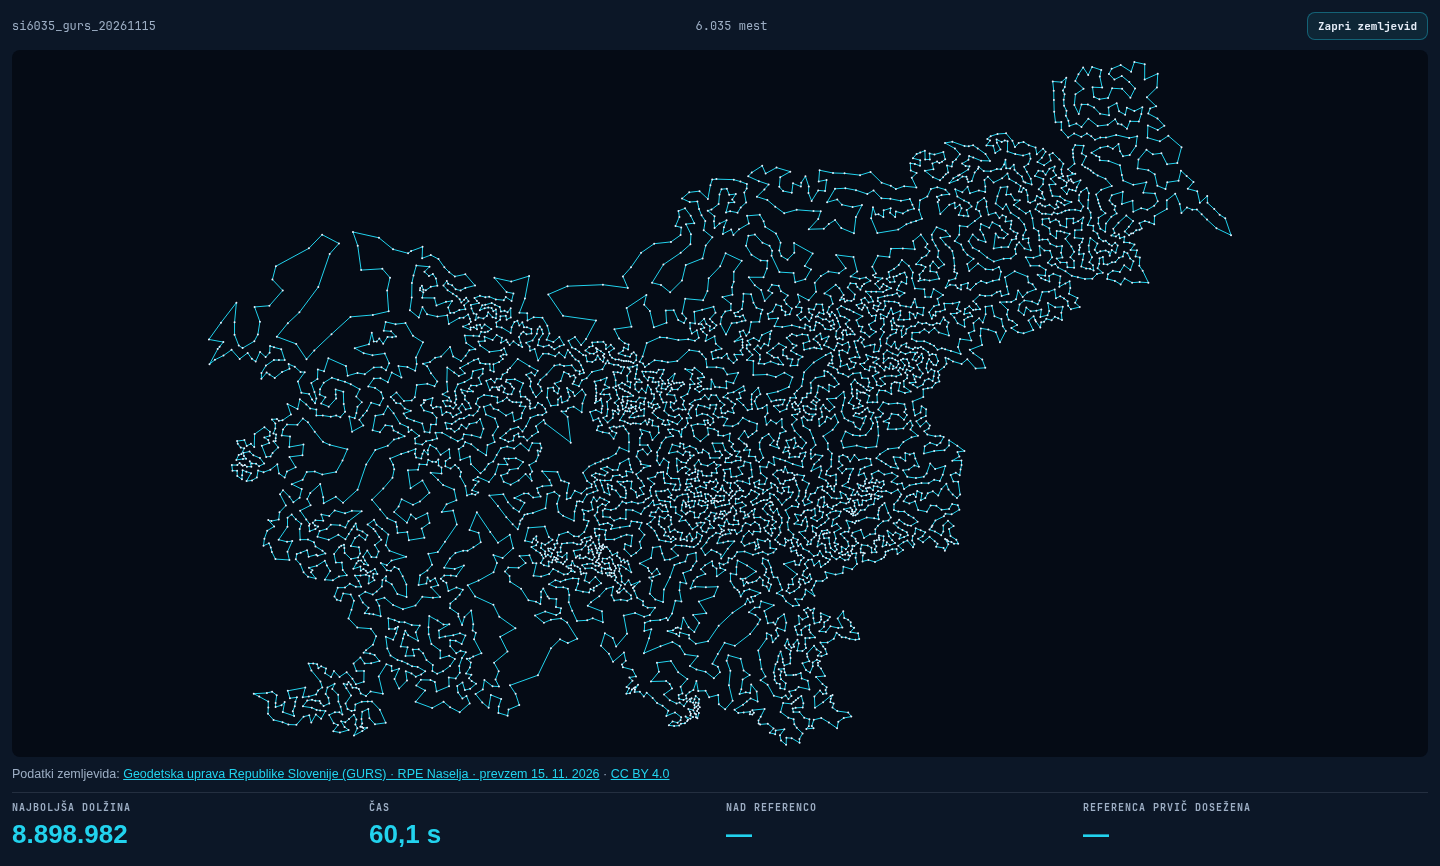 si6035_gurs_20261115
6.035 mest
Zapri zemljevid
Podatki zemljevida: Geodetska uprava Republike Slovenije (GURS) · RPE Naselja · prevzem 15. 11. 2026 · CC BY 4.0
NAJBOLJŠA DOLŽINA
8.898.982
ČAS
60,1 s
NAD REFERENCO
—
REFERENCA PRVIČ DOSEŽENA
—